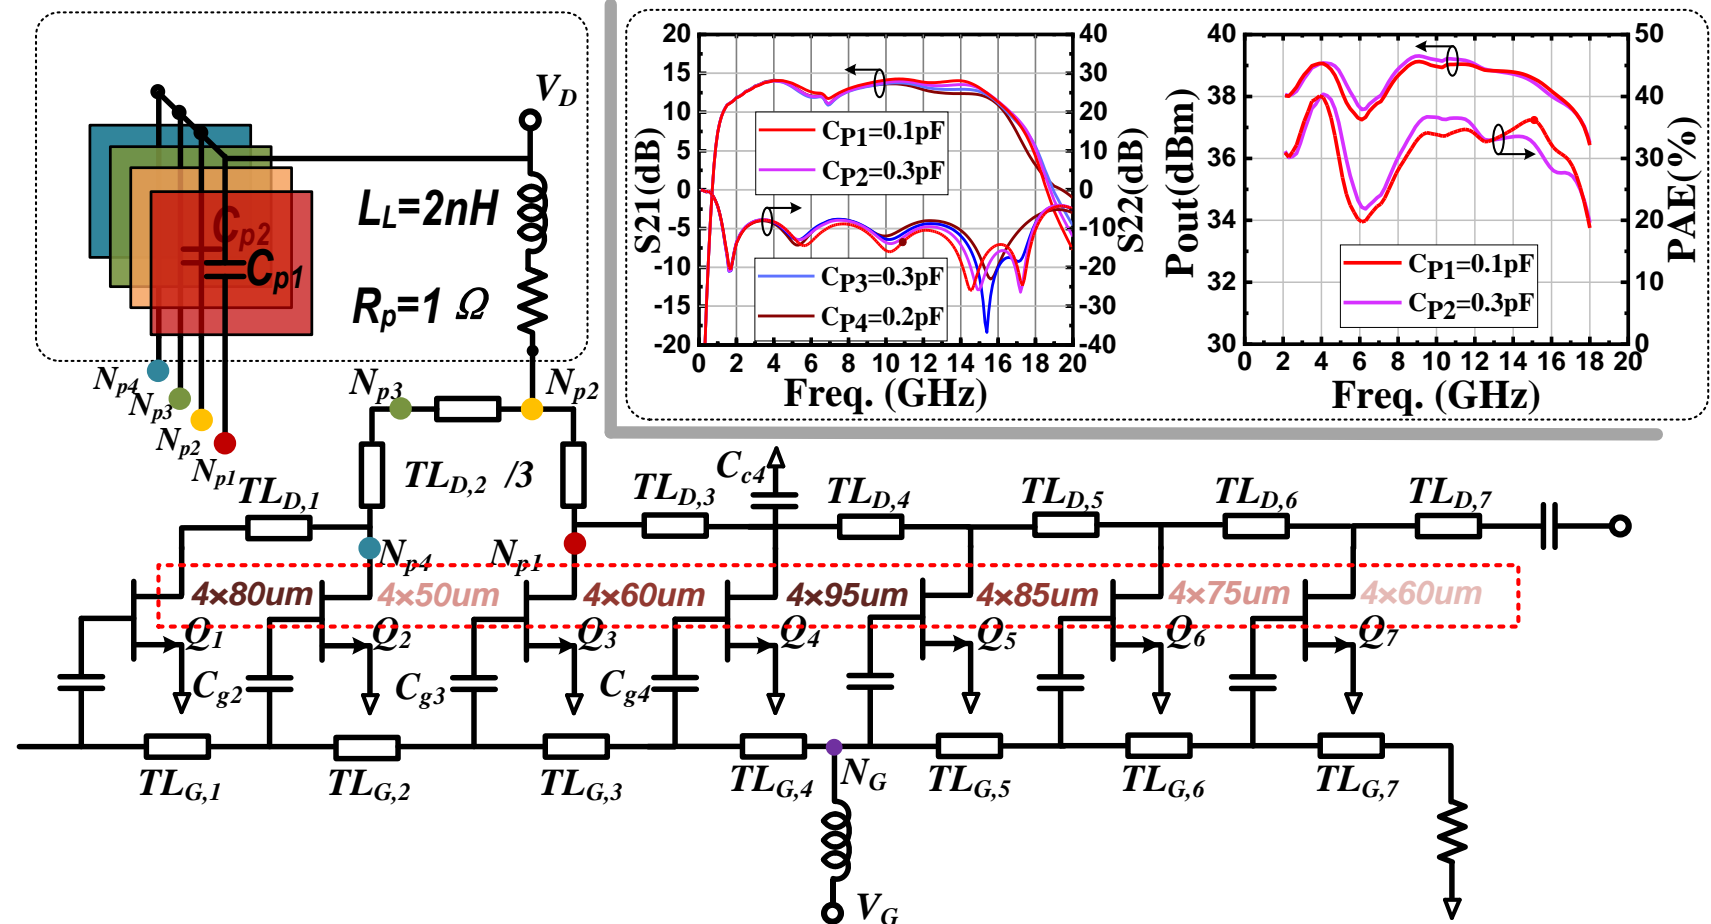 V_D
L_L=2nH
R_p=1 Ω
C_p2
C_p1
N_p4
N_p3
N_p2
N_p1
20
15
10
5
0
-5
-10
-15
-20
S21(dB)
40
30
20
10
0
-10
-20
-30
-40
S22(dB)
C_P1=0.1pF
C_P2=0.3pF
C_P3=0.3pF
C_P4=0.2pF
0 2 4 6 8 10 12 14 16 18 20
Freq. (GHz)
40
38
36
34
32
30
Pout(dBm)
50
40
30
20
10
0
PAE(%)
C_P1=0.1pF
C_P2=0.3pF
0 2 4 6 8 10 12 14 16 18 20
Freq. (GHz)
N_p3
N_p2
TL_D,1
TL_D,2 /3
TL_D,3
C_c4
TL_D,4
TL_D,5
TL_D,6
TL_D,7
N_p4
N_p1
4×80um 4×50um 4×60um 4×95um 4×85um 4×75um 4×60um
Q1 Q2 Q3 Q4 Q5 Q6 Q7
C_g2 C_g3 C_g4
TL_G,1 TL_G,2 TL_G,3 TL_G,4 N_G TL_G,5 TL_G,6 TL_G,7
V_G